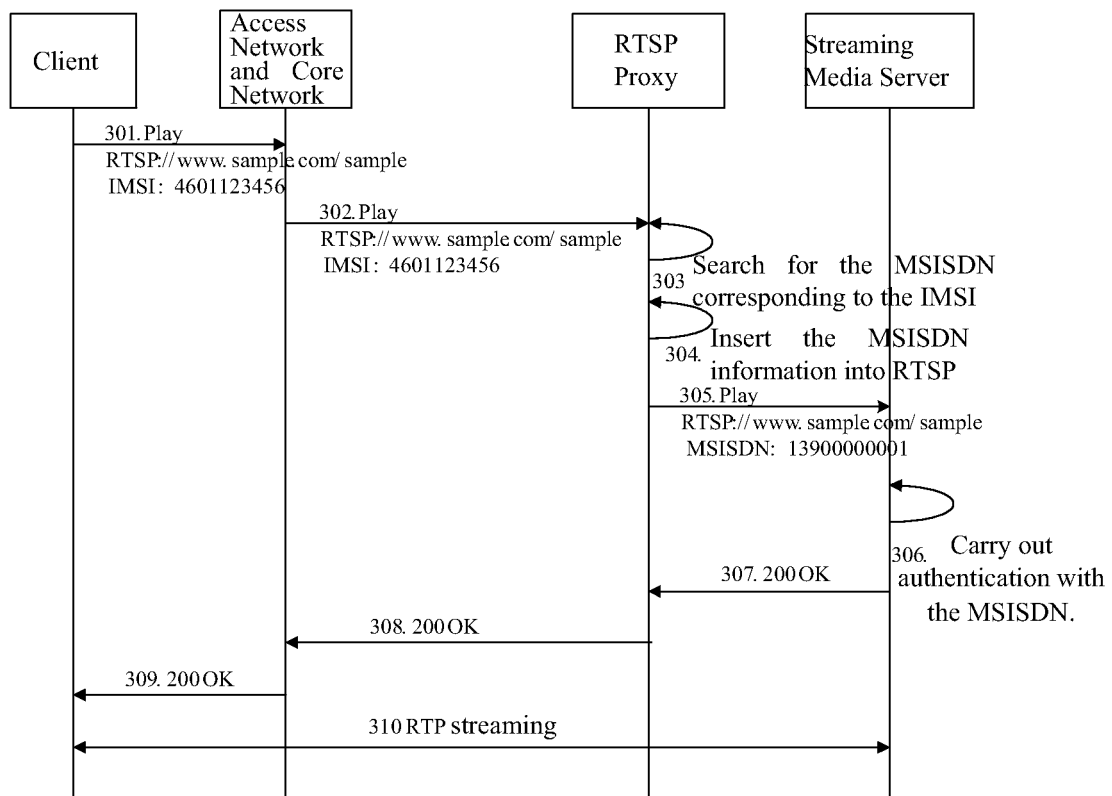 Client
Access
Network
and Core
Network
RTSP
Proxy
Streaming
Media Server
301. Play
RTSP://www. sample.com/ sample
IMSI: 4601123456
302. Play
RTSP://www. sample.com/ sample
IMSI: 4601123456
303 Search for the MSISDN
corresponding to the IMSI
304. Insert the MSISDN
information into RTSP
305. Play
RTSP://www. sample.com/ sample
MSISDN: 13900000001
306. Carry out
authentication with
the MSISDN.
307. 200 OK
308. 200 OK
309. 200 OK
310 RTP streaming